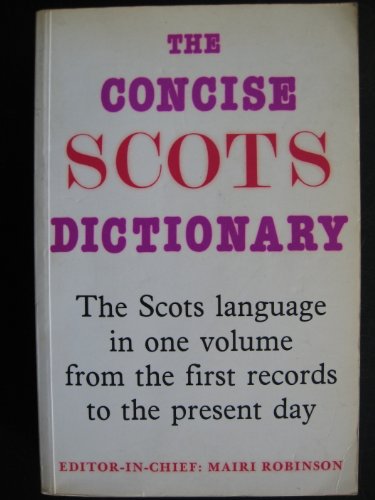 THE
CONCISE
SCOTS
DICTIONARY
The Scots language
in one volume
from the first records
to the present day
EDITOR-IN-CHIEF: MAIRI ROBINSON